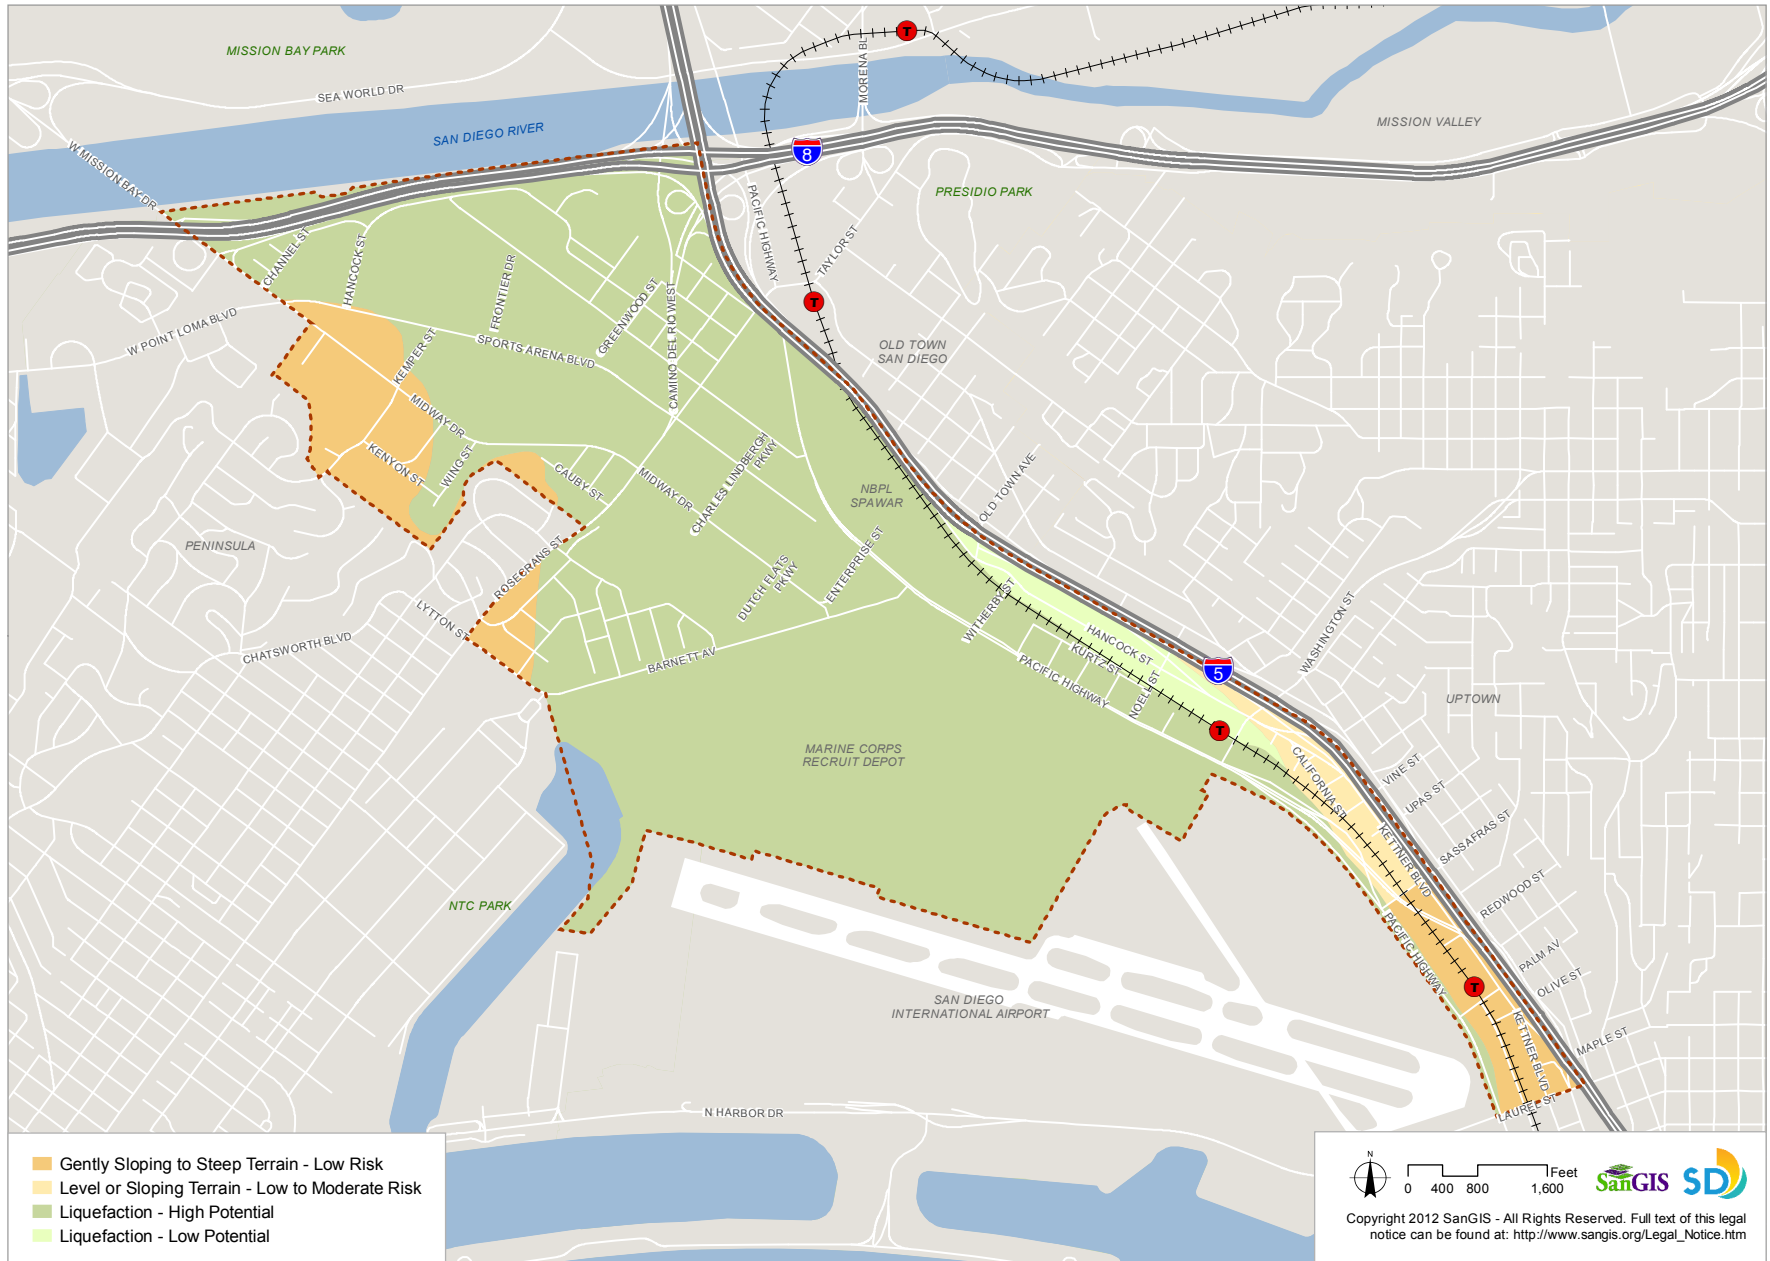 MISSION BAY PARK
SEA WORLD DR
SAN DIEGO RIVER
W MISSION BAY DR
MORENA BL
T
8
MISSION VALLEY
PRESIDIO PARK
PACIFIC HIGHWAY
TAYLOR ST
T
CHANNEL ST
HANCOCK ST
FRONTIER DR
GREENWOOD ST
CAMINO DEL RIO WEST
W POINT LOMA BLVD
SPORTS ARENA BLVD
KEMPER ST
OLD TOWN
SAN DIEGO
MIDWAY DR
KENYON ST
WING ST
CAUBY ST
MIDWAY DR
CHARLES LINDBERGH
PKWY
NBPL
SPAWAR
OLD TOWN AVE
PENINSULA
ROSECRANS ST
LYTTON ST
CHATSWORTH BLVD
DUTCH FLATS
PKWY
ENTERPRISE ST
BARNETT AV
WITHERBY ST
HANCOCK ST
KURTZ ST
PACIFIC HIGHWAY
NOELL ST
5
WASHINGTON ST
UPTOWN
T
MARINE CORPS
RECRUIT DEPOT
CALIFORNIA ST
VINE ST
UPAS ST
SASSAFRAS ST
KETTNER BLVD
REDWOOD ST
NTC PARK
PACIFIC HIGHWAY
PALM AV
OLIVE ST
T
SAN DIEGO
INTERNATIONAL AIRPORT
KETTNER BLVD
MAPLE ST
LAUREL ST
N HARBOR DR
Gently Sloping to Steep Terrain - Low Risk
Level or Sloping Terrain - Low to Moderate Risk
Liquefaction - High Potential
Liquefaction - Low Potential
N
Feet
0 400 800 1,600
SanGIS
SD
Copyright 2012 SanGIS - All Rights Reserved. Full text of this legal
notice can be found at: http://www.sangis.org/Legal_Notice.htm